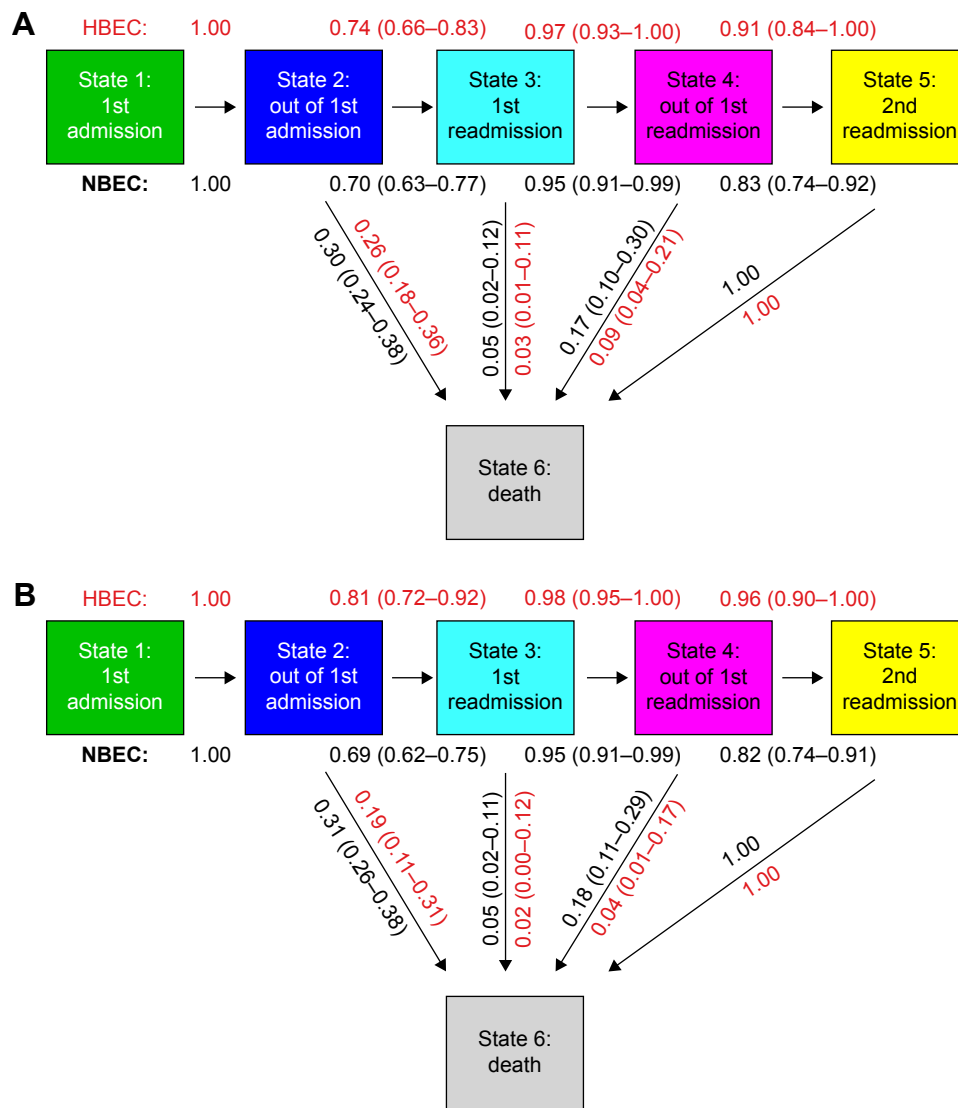 A
HBEC: 1.00 0.74 (0.66–0.83) 0.97 (0.93–1.00) 0.91 (0.84–1.00)
State 1:
1st
admission
State 2:
out of 1st
admission
State 3:
1st
readmission
State 4:
out of 1st
readmission
State 5:
2nd
readmission
NBEC: 1.00 0.70 (0.63–0.77) 0.95 (0.91–0.99) 0.83 (0.74–0.92)
0.26 (0.18–0.36)
0.30 (0.24–0.38)
0.05 (0.02–0.12)
0.03 (0.01–0.11)
0.17 (0.10–0.30)
0.09 (0.04–0.21)
1.00
1.00
State 6:
death
B
HBEC: 1.00 0.81 (0.72–0.92) 0.98 (0.95–1.00) 0.96 (0.90–1.00)
State 1:
1st
admission
State 2:
out of 1st
admission
State 3:
1st
readmission
State 4:
out of 1st
readmission
State 5:
2nd
readmission
NBEC: 1.00 0.69 (0.62–0.75) 0.95 (0.91–0.99) 0.82 (0.74–0.91)
0.19 (0.11–0.31)
0.31 (0.26–0.38)
0.05 (0.02–0.11)
0.02 (0.00–0.12)
0.18 (0.11–0.29)
0.04 (0.01–0.17)
1.00
1.00
State 6:
death